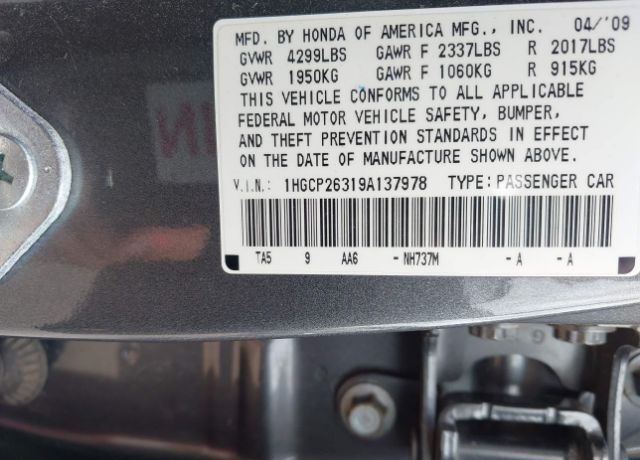 MFD. BY HONDA OF AMERICA MFG., INC. 04/'09
GVWR 4299LBS GAWR F 2337LBS R 2017LBS
GVWR 1950KG GAWR F 1060KG R 915KG
THIS VEHICLE CONFORMS TO ALL APPLICABLE
FEDERAL MOTOR VEHICLE SAFETY, BUMPER,
AND THEFT PREVENTION STANDARDS IN EFFECT
ON THE DATE OF MANUFACTURE SHOWN ABOVE.
V.I.N.: 1HGCP26319A137978 TYPE: PASSENGER CAR
TA5 9 AA6 - NH737M - A - A